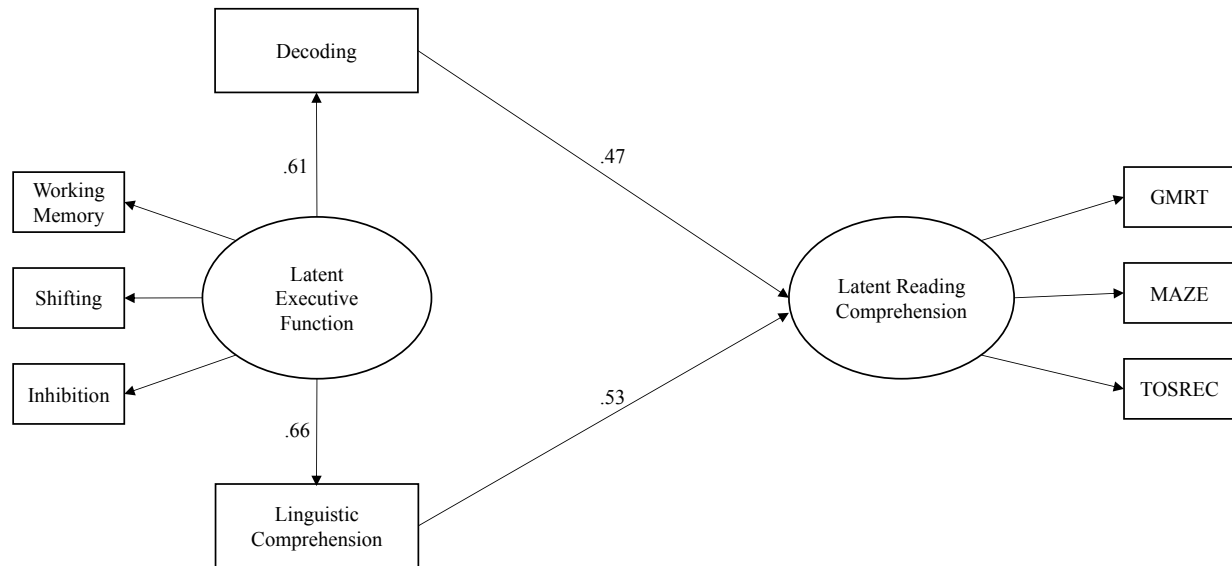 Decoding
.47
.61
Working
Memory
GMRT
Latent
Executive
Function
Shifting
Latent Reading
Comprehension
MAZE
Inhibition
TOSREC
.53
.66
Linguistic
Comprehension